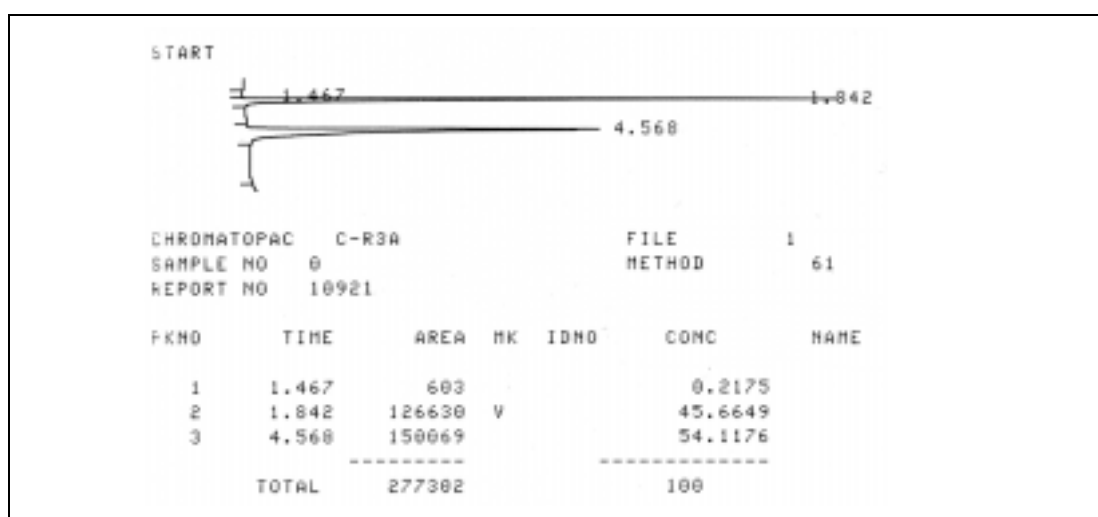 START
1.467 1.842
4.568
CHROMATOPAC C-R3A FILE 1
SAMPLE NO 0 METHOD 61
REPORT NO 10921
PKNO TIME AREA MK IDNO CONC NAME
1 1.467 603 0.2175
2 1.842 126630 V 45.6649
3 4.568 150069 54.1176
--------- -------------
TOTAL 277302 100